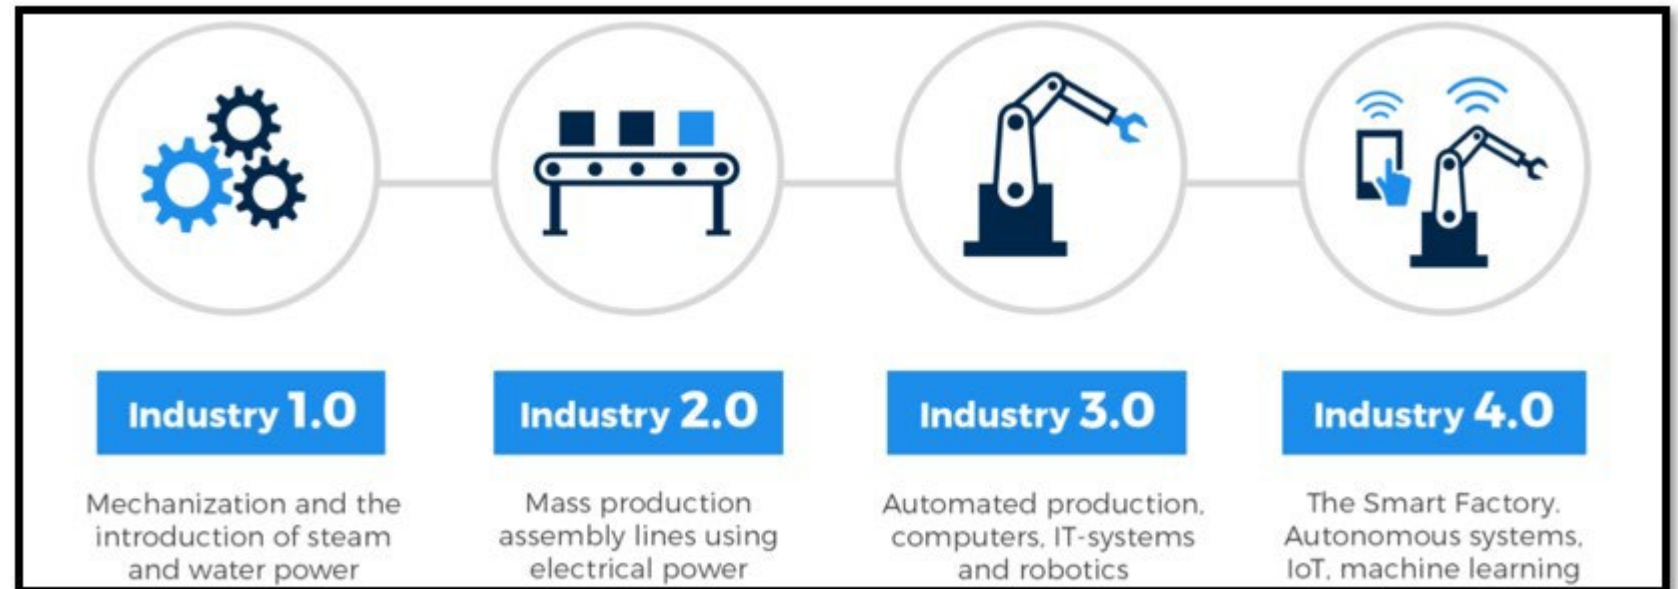 Industry 1.0
Mechanization and the
introduction of steam
and water power
Industry 2.0
Mass production
assembly lines using
electrical power
Industry 3.0
Automated production,
computers, IT-systems
and robotics
Industry 4.0
The Smart Factory.
Autonomous systems,
IoT, machine learning